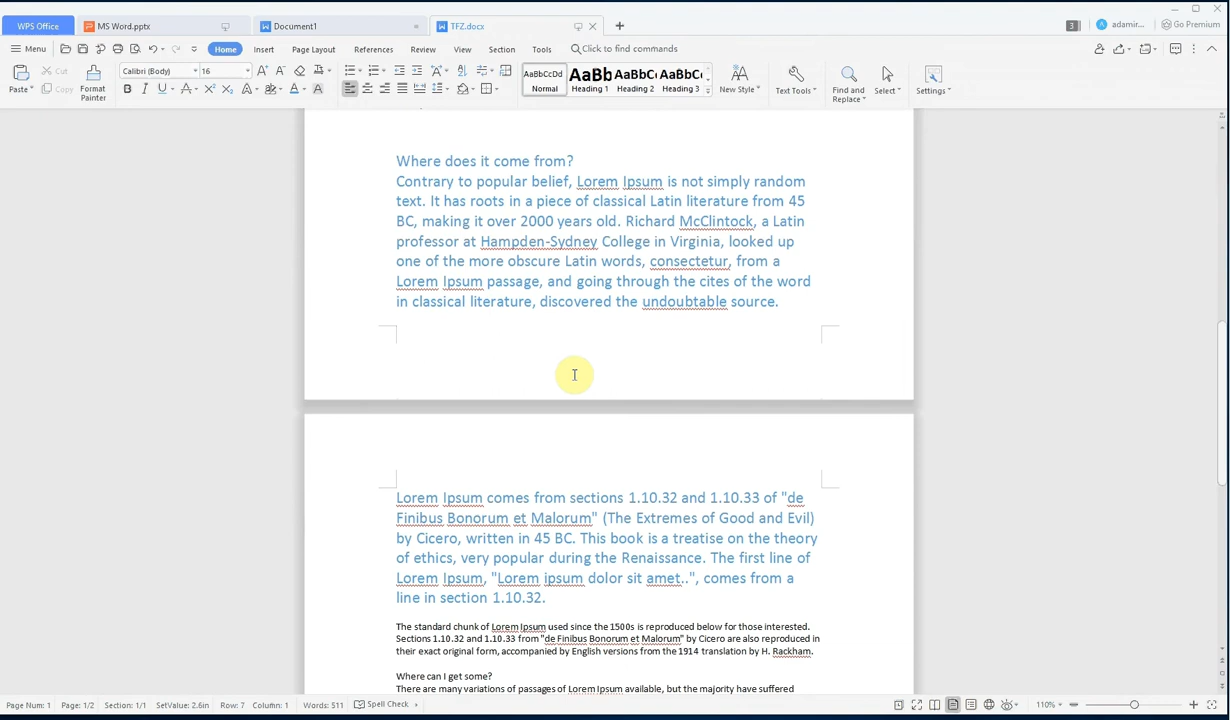 WPS Office
MS Word.pptx
Document1
TFZ.docx
3
adamir...
Go Premium
Menu
Home
Insert
Page Layout
References
Review
View
Section
Tools
Click to find commands
Paste
Cut
Copy
Format
Painter
Calibri (Body)
16
AaBbCcDd
Normal
AaBb
Heading 1
AaBbC
Heading 2
AaBbC
Heading 3
New Style
Text Tools
Find and
Replace
Select
Settings
Where does it come from?
Contrary to popular belief, Lorem Ipsum is not simply random
text. It has roots in a piece of classical Latin literature from 45
BC, making it over 2000 years old. Richard McClintock, a Latin
professor at Hampden-Sydney College in Virginia, looked up
one of the more obscure Latin words, consectetur, from a
Lorem Ipsum passage, and going through the cites of the word
in classical literature, discovered the undoubtable source.
Lorem Ipsum comes from sections 1.10.32 and 1.10.33 of "de
Finibus Bonorum et Malorum" (The Extremes of Good and Evil)
by Cicero, written in 45 BC. This book is a treatise on the theory
of ethics, very popular during the Renaissance. The first line of
Lorem Ipsum, "Lorem ipsum dolor sit amet..", comes from a
line in section 1.10.32.
The standard chunk of Lorem Ipsum used since the 1500s is reproduced below for those interested.
Sections 1.10.32 and 1.10.33 from "de Finibus Bonorum et Malorum" by Cicero are also reproduced in
their exact original form, accompanied by English versions from the 1914 translation by H. Rackham.
Where can I get some?
There are many variations of passages of Lorem Ipsum available, but the majority have suffered
Page Num: 1
Page: 1/2
Section: 1/1
SetValue: 2.6in
Row: 7
Column: 1
Words: 511
Spell Check
110%